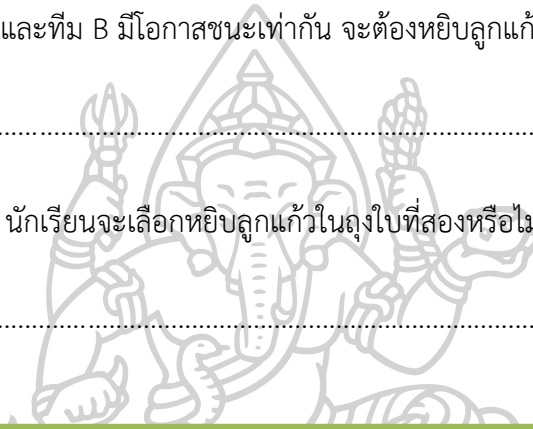 และทีม B มีโอกาสชนะเท่ากัน จะต้องหยิบลูกแก้
นักเรียนจะเลือกหยิบลูกแก้วในถุงใบที่สองหรือไม